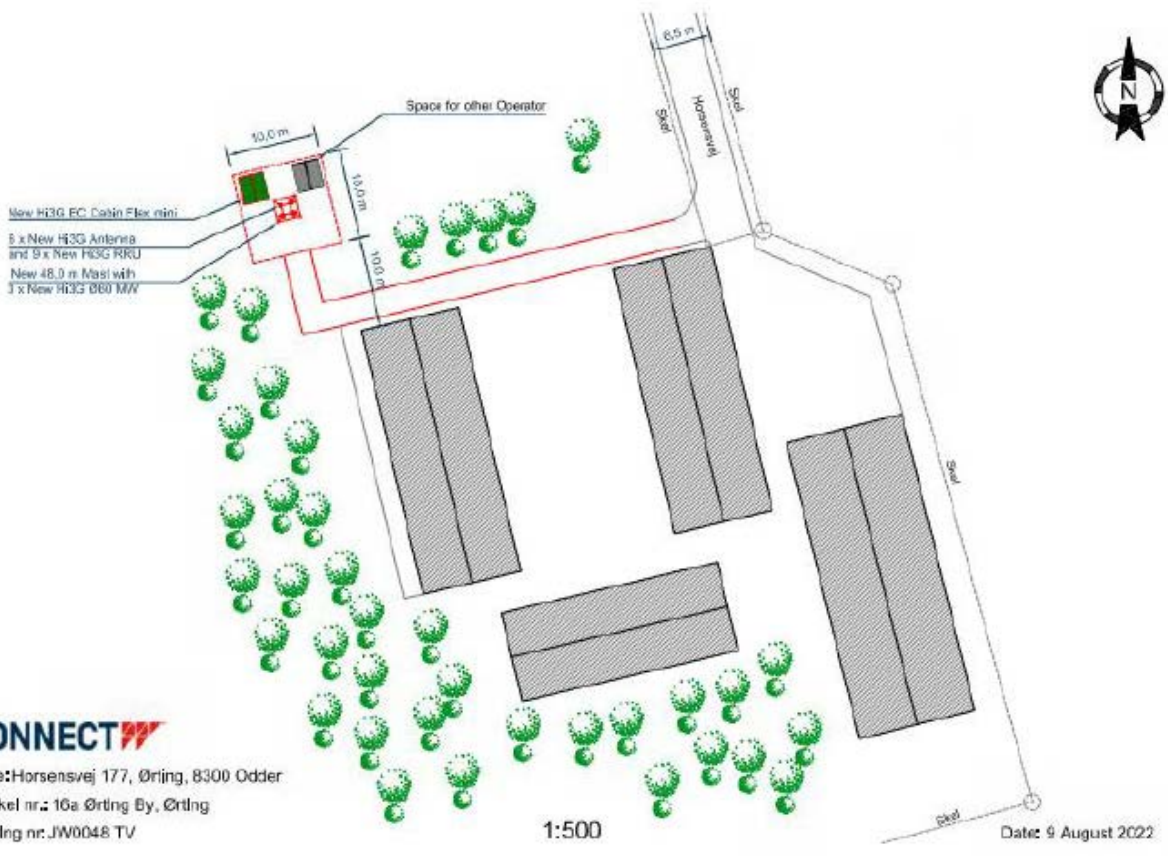 6,5 m
Skel
Skel
Horsensvej
N
Space for other Operator
10,0 m
15,0 m
10,0 m
New Hi3G EC Cabin Flex mini
6 x New Hi3G Antenna
and 9 x New Hi3G RRU
New 48,0 m Mast with
3 x New Hi3G Ø60 MW
Skel
ONNECT
e: Horsensvej 177, Ørting, 8300 Odder
kel nr.: 16a Ørting By, Ørting
ing nr: JW0048 TV
1:500
Skel
Date: 9 August 2022